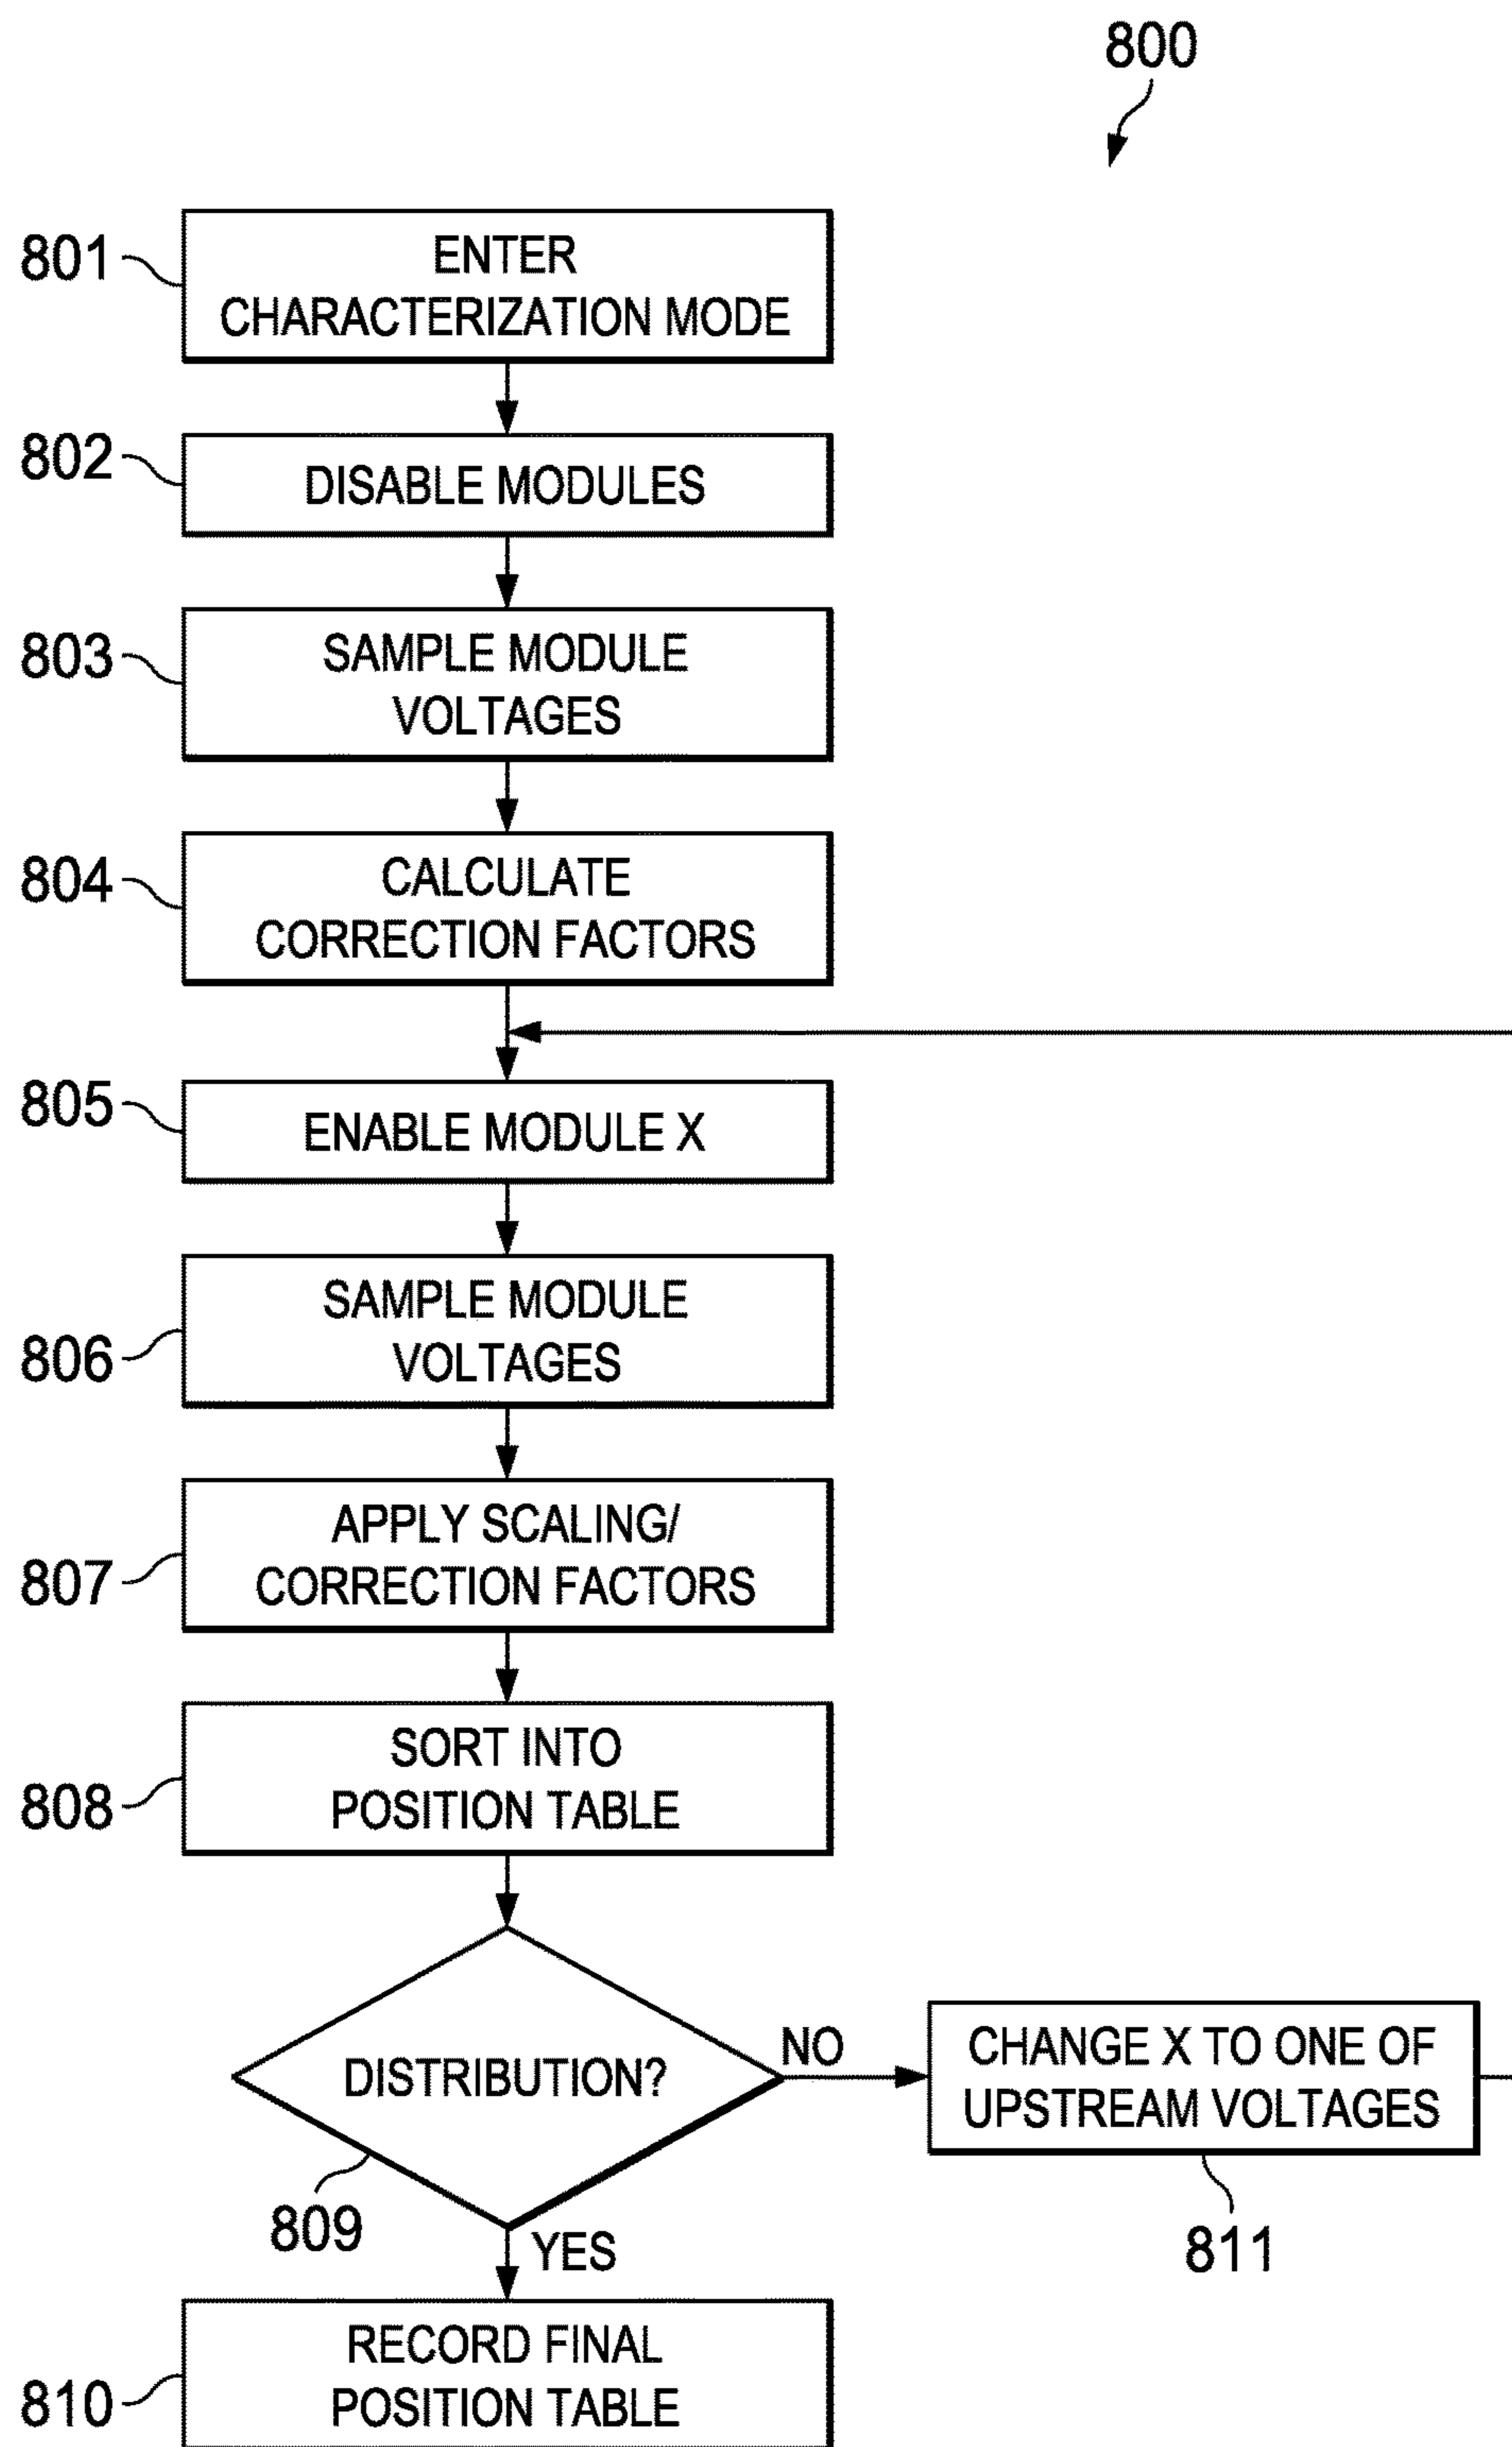 800
801
ENTER
CHARACTERIZATION MODE
802
DISABLE MODULES
803
SAMPLE MODULE
VOLTAGES
804
CALCULATE
CORRECTION FACTORS
805
ENABLE MODULE X
806
SAMPLE MODULE
VOLTAGES
807
APPLY SCALING/
CORRECTION FACTORS
808
SORT INTO
POSITION TABLE
DISTRIBUTION?
809
NO
CHANGE X TO ONE OF
UPSTREAM VOLTAGES
811
YES
810
RECORD FINAL
POSITION TABLE